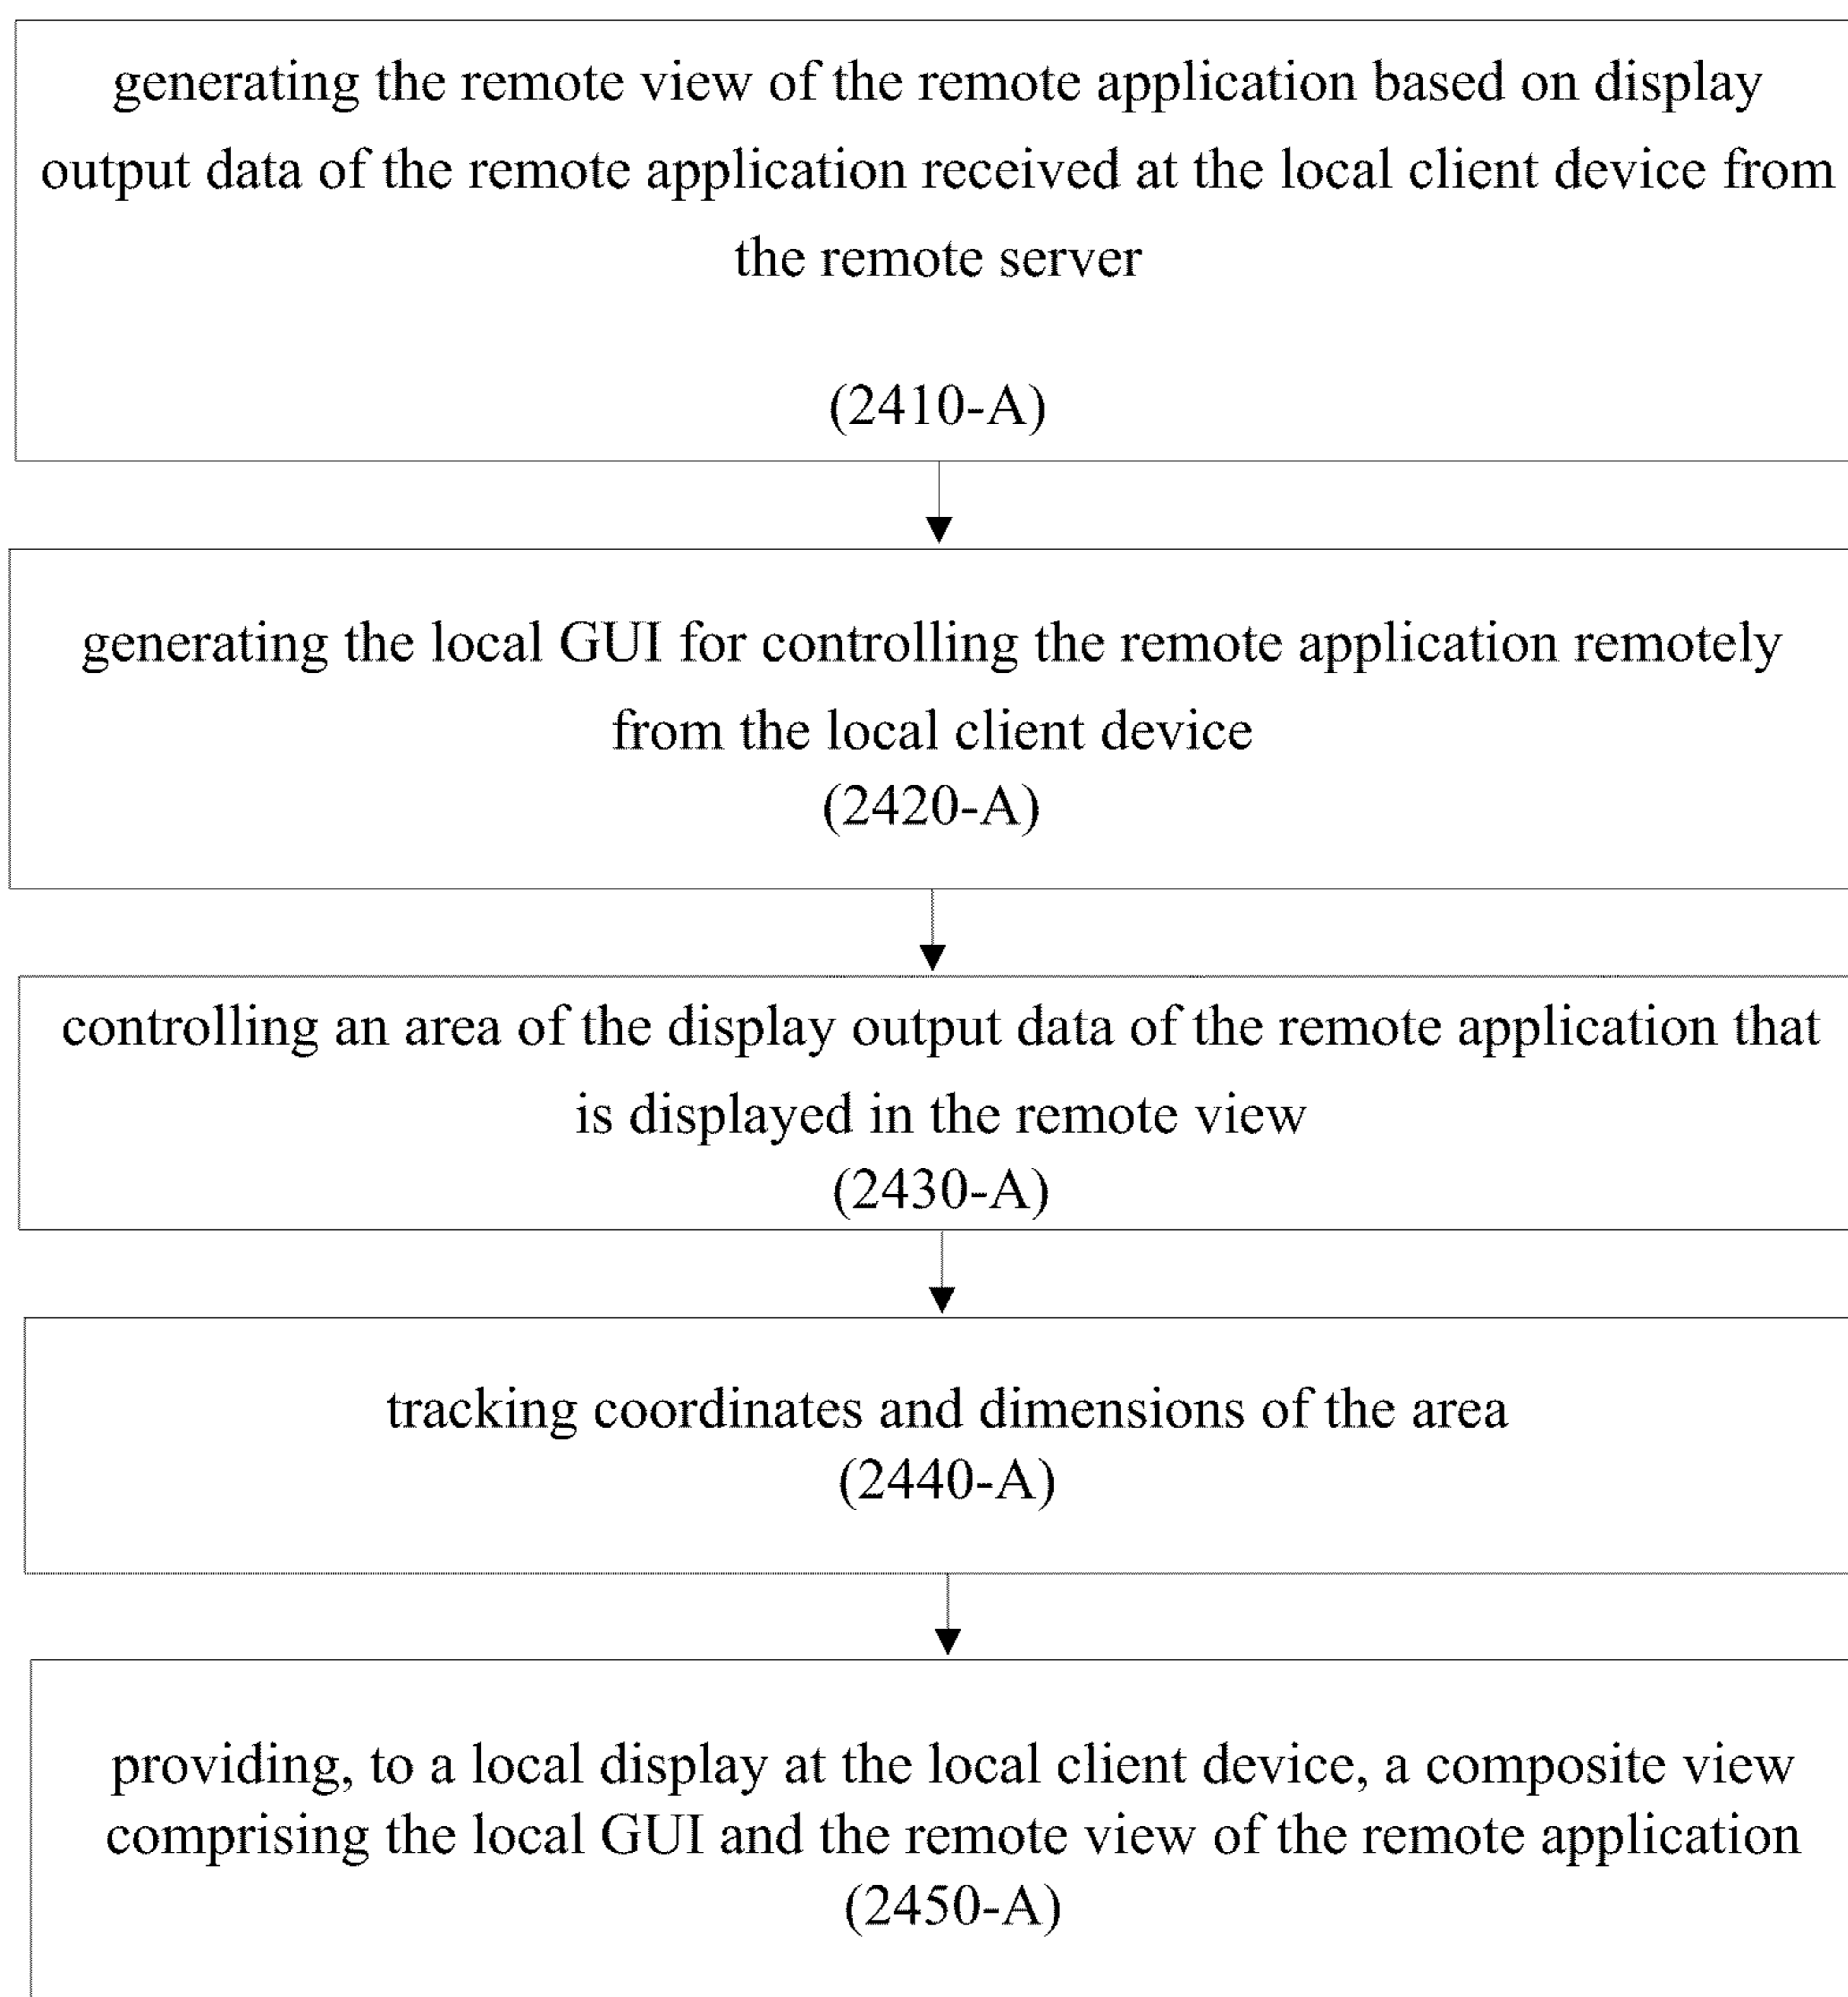 generating the remote view of the remote application based on display
output data of the remote application received at the local client device from
the remote server
(2410-A)
generating the local GUI for controlling the remote application remotely
from the local client device
(2420-A)
controlling an area of the display output data of the remote application that
is displayed in the remote view
(2430-A)
tracking coordinates and dimensions of the area
(2440-A)
providing, to a local display at the local client device, a composite view
comprising the local GUI and the remote view of the remote application
(2450-A)